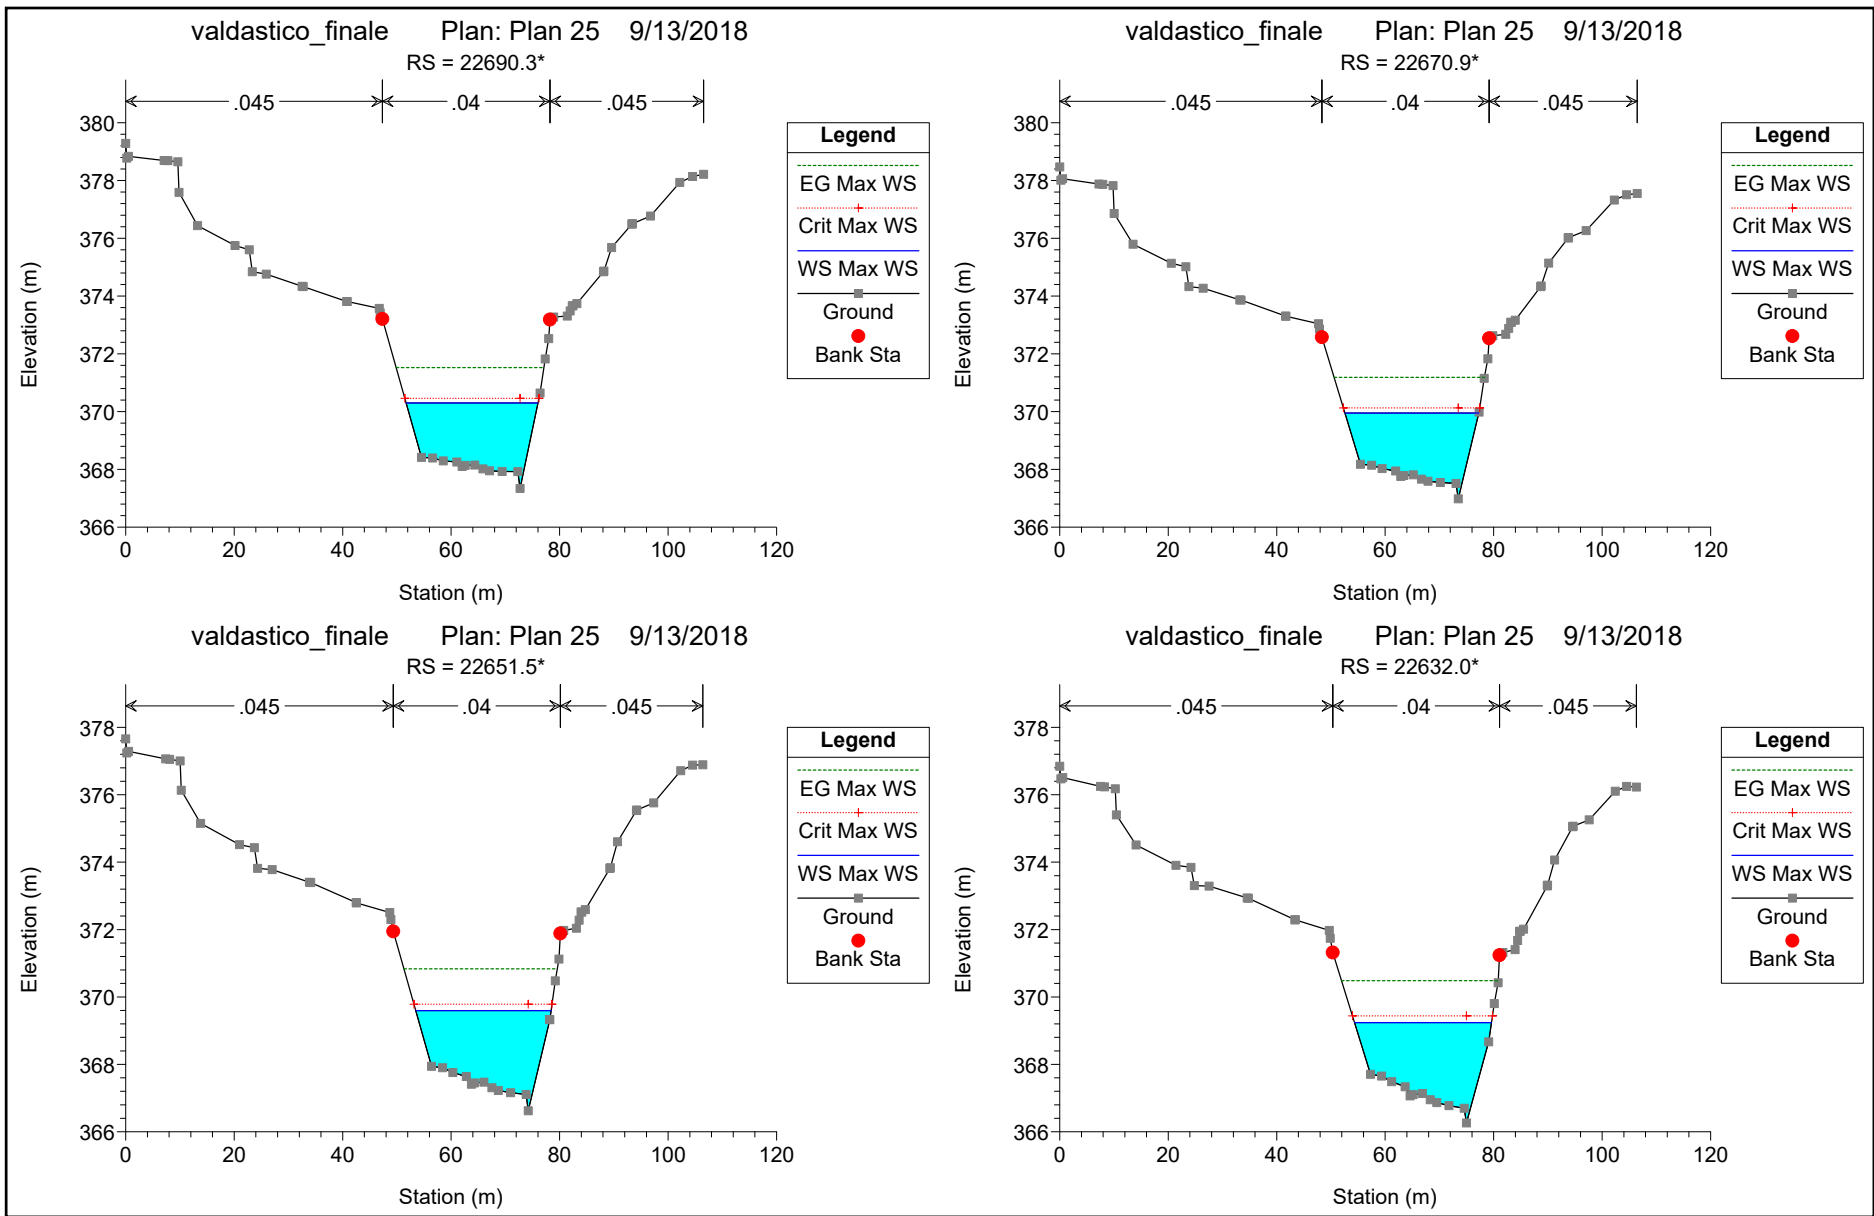 valdastico_finale Plan: Plan 25 9/13/2018
RS = 22690.3*
.045 .04 .045
380
378
376
374
372
370
368
366
Elevation (m)
0 20 40 60 80 100 120
Station (m)
Legend
EG Max WS
Crit Max WS
WS Max WS
Ground
Bank Sta
valdastico_finale Plan: Plan 25 9/13/2018
RS = 22670.9*
.045 .04 .045
380
378
376
374
372
370
368
366
Elevation (m)
0 20 40 60 80 100 120
Station (m)
Legend
EG Max WS
Crit Max WS
WS Max WS
Ground
Bank Sta
valdastico_finale Plan: Plan 25 9/13/2018
RS = 22651.5*
.045 .04 .045
378
376
374
372
370
368
366
Elevation (m)
0 20 40 60 80 100 120
Station (m)
Legend
EG Max WS
Crit Max WS
WS Max WS
Ground
Bank Sta
valdastico_finale Plan: Plan 25 9/13/2018
RS = 22632.0*
.045 .04 .045
378
376
374
372
370
368
366
Elevation (m)
0 20 40 60 80 100 120
Station (m)
Legend
EG Max WS
Crit Max WS
WS Max WS
Ground
Bank Sta